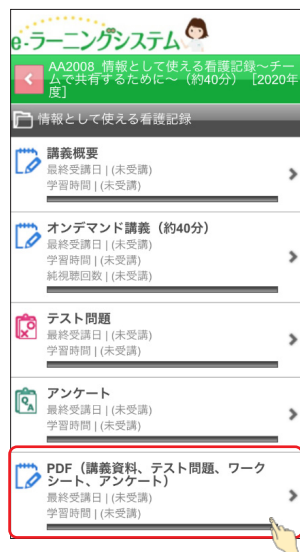 e-ラーニングシステム
AA2008 情報として使える看護記録~チー
ムで共有するために~(約40分)[2020年
度]
情報として使える看護記録
講義概要
最終受講日 | (未受講)
学習時間 | (未受講)
オンデマンド講義(約40分)
最終受講日 | (未受講)
学習時間 | (未受講)
純視聴回数 | (未受講)
テスト問題
最終受講日 | (未受講)
学習時間 | (未受講)
アンケート
最終受講日 | (未受講)
学習時間 | (未受講)
PDF(講義資料、テスト問題、ワーク
シート、アンケート)
最終受講日 | (未受講)
学習時間 | (未受講)